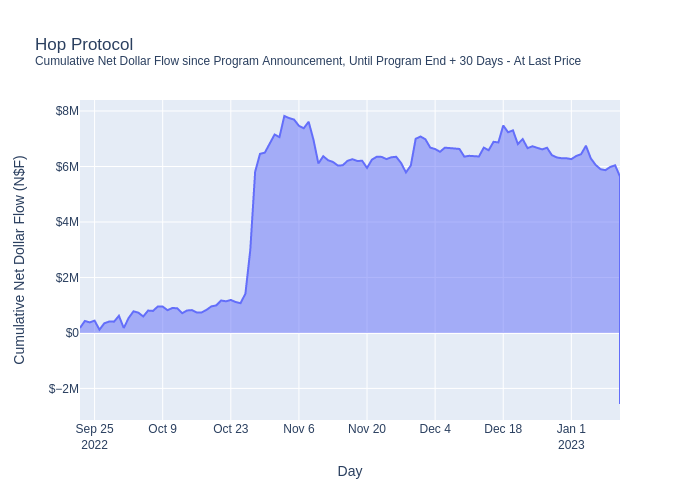 Hop Protocol
Cumulative Net Dollar Flow since Program Announcement, Until Program End + 30 Days - At Last Price
Cumulative Net Dollar Flow (N$F)
$8M
$6M
$4M
$2M
$0
$−2M
Sep 25 Oct 9 Oct 23 Nov 6 Nov 20 Dec 4 Dec 18 Jan 1
2022 2023
Day